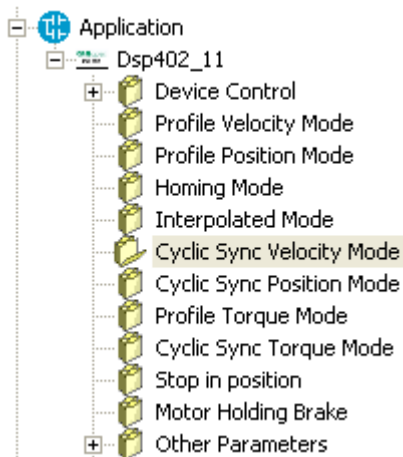 Application
Dsp402_11
Device Control
Profile Velocity Mode
Profile Position Mode
Homing Mode
Interpolated Mode
Cyclic Sync Velocity Mode
Cyclic Sync Position Mode
Profile Torque Mode
Cyclic Sync Torque Mode
Stop in position
Motor Holding Brake
Other Parameters